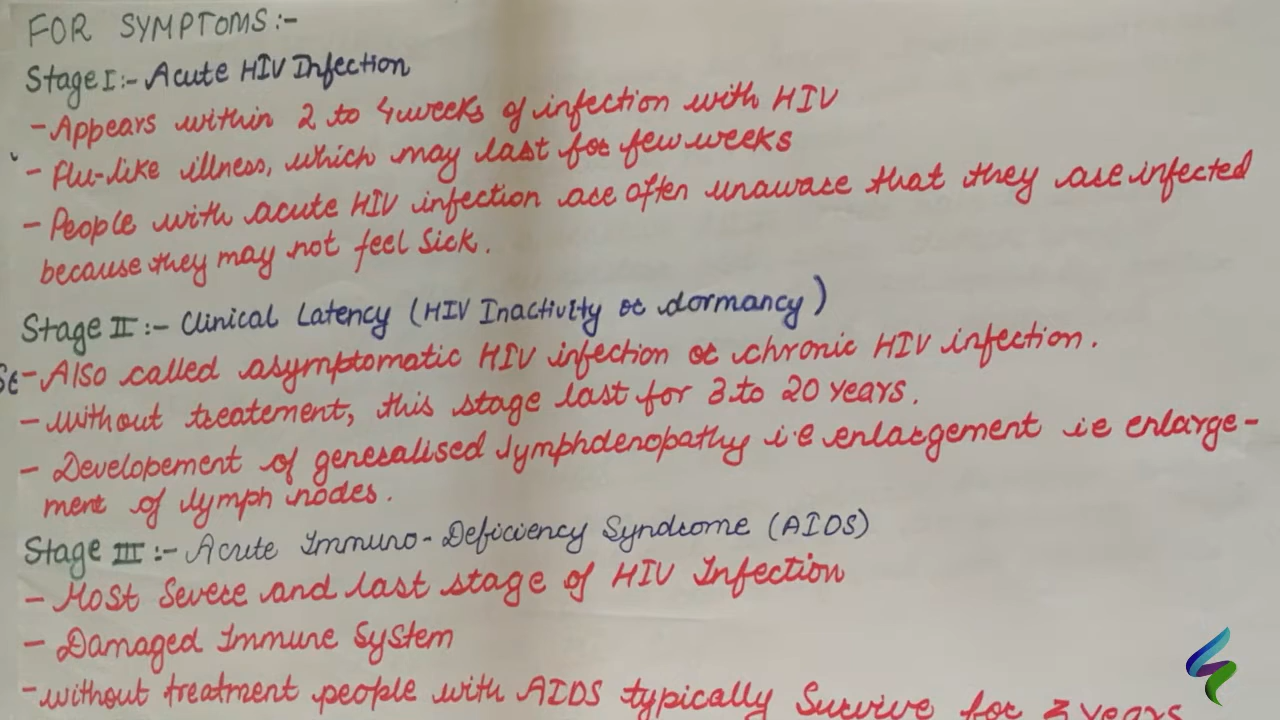 FOR SYMPTOMS:-
Stage I:- Acute HIV Infection
- Appears within 2 to 4 weeks of infection with HIV
- Flu-like illness, which may last for few weeks
- People with acute HIV infection are often unaware that they are infected
because they may not feel Sick.
Stage II:- Clinical Latency (HIV Inactivity or dormancy)
- Also called asymptomatic HIV infection or chronic HIV infection.
- without treatement, this stage last for 3 to 20 years.
- Developement of generalised lymphdenopathy i.e enlargement ie enlarge-
ment of lymph nodes.
Stage III:- Acute Immuno-Deficiency Syndrome (AIDS)
- Most Severe and last stage of HIV Infection
- Damaged Immune System
- without treatment people with AIDS typically Survive for 3 years